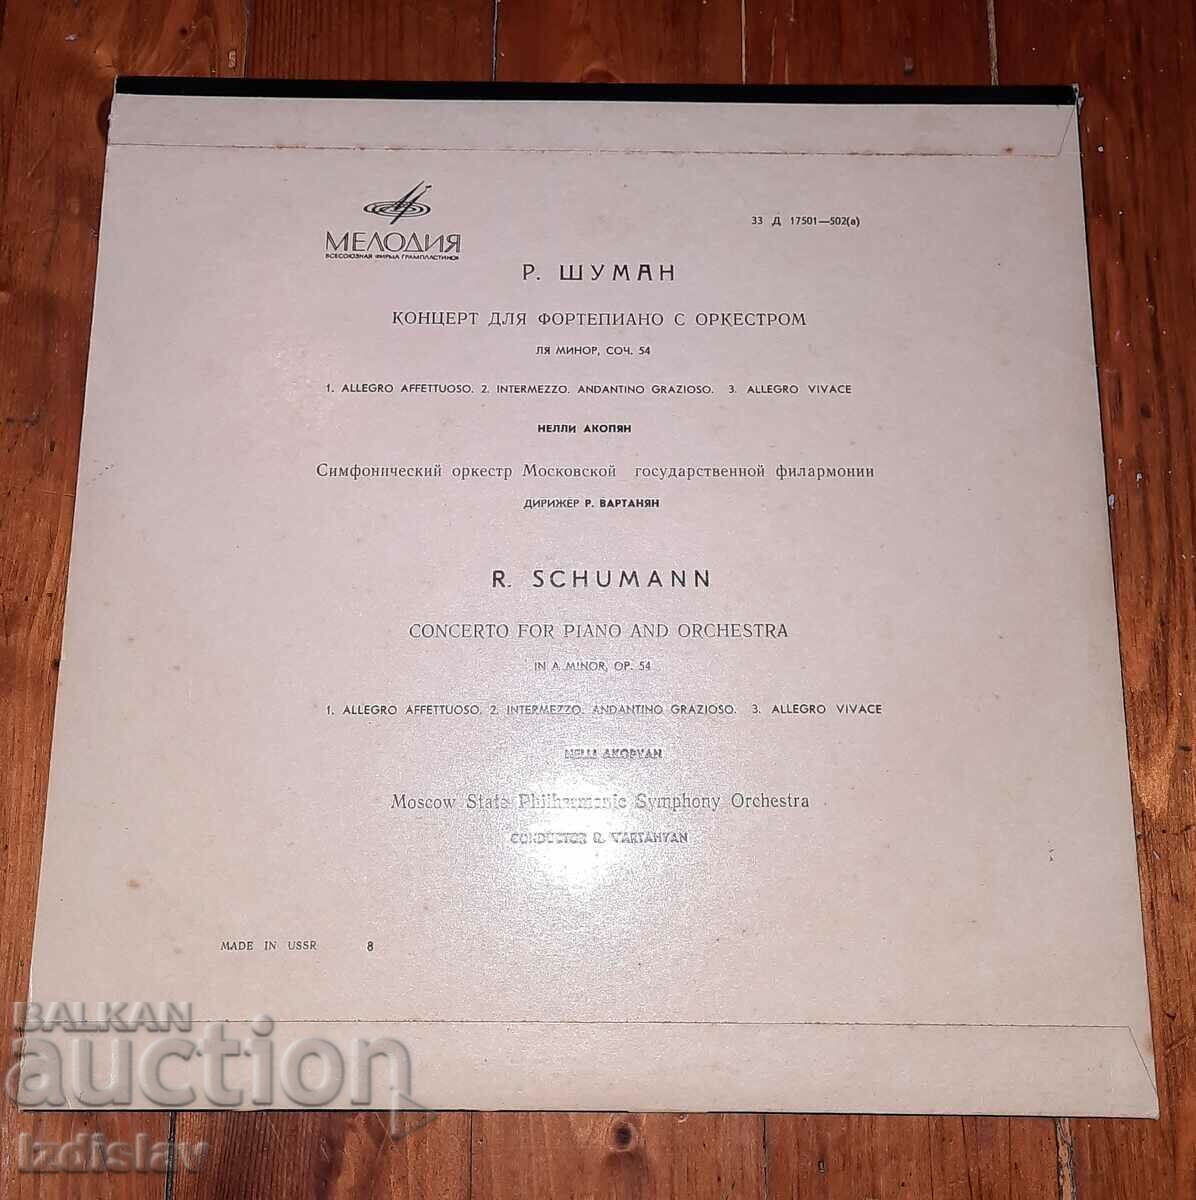 МЕЛОДИЯ
ВСЕСОЮЗНАЯ ФИРМА ГРАМПЛАСТИНОК
33 Д 17501—502(а)
Р. ШУМАН
КОНЦЕРТ ДЛЯ ФОРТЕПИАНО С ОРКЕСТРОМ
ЛЯ МИНОР, СОЧ. 54
1. ALLEGRO AFFETTUOSO. 2. INTERMEZZO. ANDANTINO GRAZIOSO. 3. ALLEGRO VIVACE
НЕЛЛИ АКОПЯН
Симфонический оркестр Московской государственной филармонии
ДИРИЖЕР Р. ВАРТАНЯН
R. SCHUMANN
CONCERTO FOR PIANO AND ORCHESTRA
IN A MINOR, OP. 54
1. ALLEGRO AFFETTUOSO. 2. INTERMEZZO. ANDANTINO GRAZIOSO. 3. ALLEGRO VIVACE
NELLI AKOPYAN
Moscow State Philharmonic Symphony Orchestra
CONDUCTOR R. VARTANYAN
MADE IN USSR 8
BALKAN
auction
Izdislav